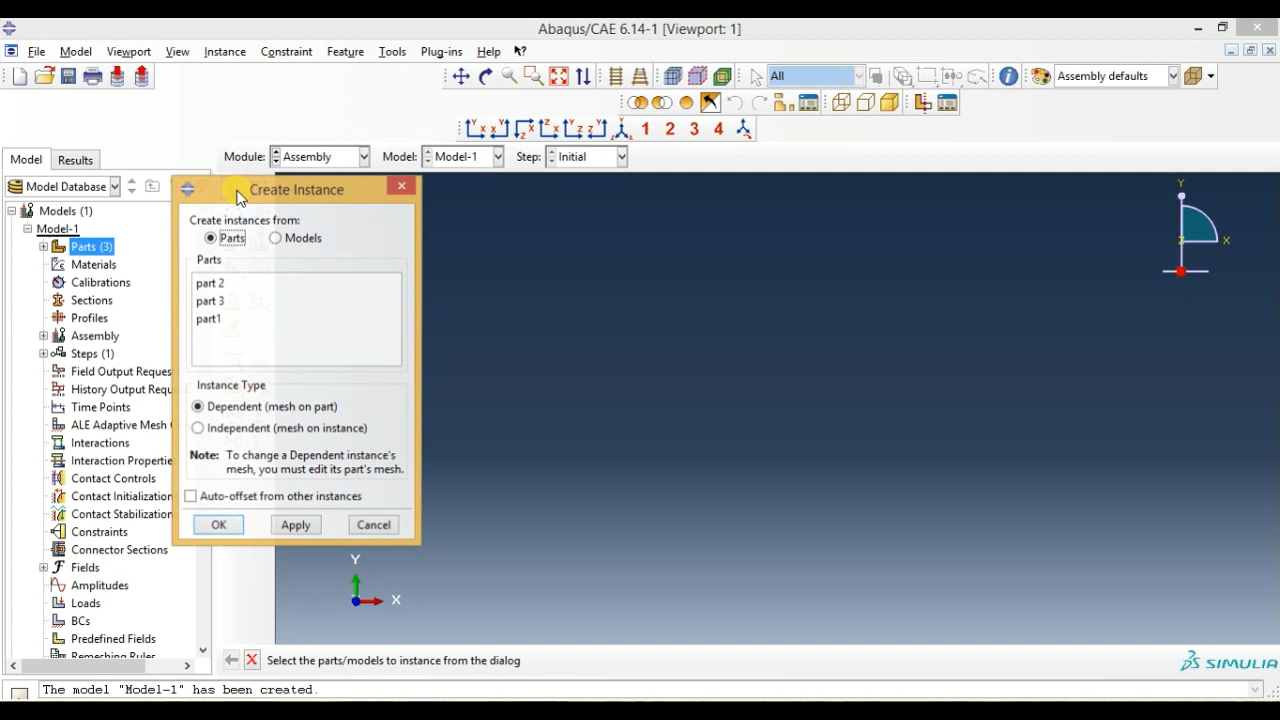 Abaqus/CAE 6.14-1 [Viewport: 1]
File Model Viewport View Instance Constraint Feature Tools Plug-ins Help
All
Assembly defaults
1 2 3 4
Model Results
Module: Assembly Model: Model-1 Step: Initial
Model Database
Models (1)
Model-1
Parts (3)
Materials
Calibrations
Sections
Profiles
Assembly
Steps (1)
Field Output Reques
History Output Requ
Time Points
ALE Adaptive Mesh
Interactions
Interaction Propertie
Contact Controls
Contact Initialization
Contact Stabilization
Constraints
Connector Sections
Fields
Amplitudes
Loads
BCs
Predefined Fields
Remeshing Rules
Create Instance
Create instances from:
Parts Models
Parts
part 2
part 3
part1
Instance Type
Dependent (mesh on part)
Independent (mesh on instance)
Note: To change a Dependent instance's
mesh, you must edit its part's mesh.
Auto-offset from other instances
OK Apply Cancel
Y
Z X
Y
X
Select the parts/models to instance from the dialog
SIMULIA
The model "Model-1" has been created.